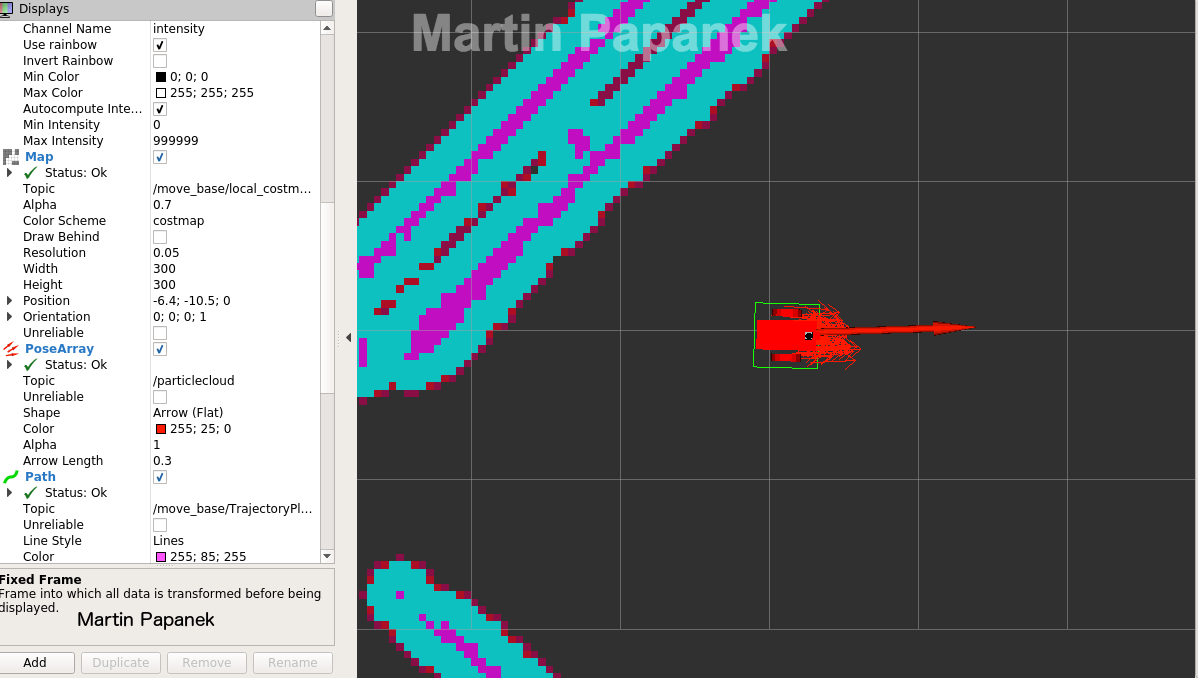 Displays
Channel Name intensity
Use rainbow
Invert Rainbow
Min Color 0; 0; 0
Max Color 255; 255; 255
Autocompute Inte...
Min Intensity 0
Max Intensity 999999
Map
Status: Ok
Topic /move_base/local_costm...
Alpha 0.7
Color Scheme costmap
Draw Behind
Resolution 0.05
Width 300
Height 300
Position -6.4; -10.5; 0
Orientation 0; 0; 0; 1
Unreliable
PoseArray
Status: Ok
Topic /particlecloud
Unreliable
Shape Arrow (Flat)
Color 255; 25; 0
Alpha 1
Arrow Length 0.3
Path
Status: Ok
Topic /move_base/TrajectoryPl...
Unreliable
Line Style Lines
Color 255; 85; 255
Fixed Frame
Frame into which all data is transformed before being
displayed.
Martin Papanek
Add Duplicate Remove Rename
Martin Papanek